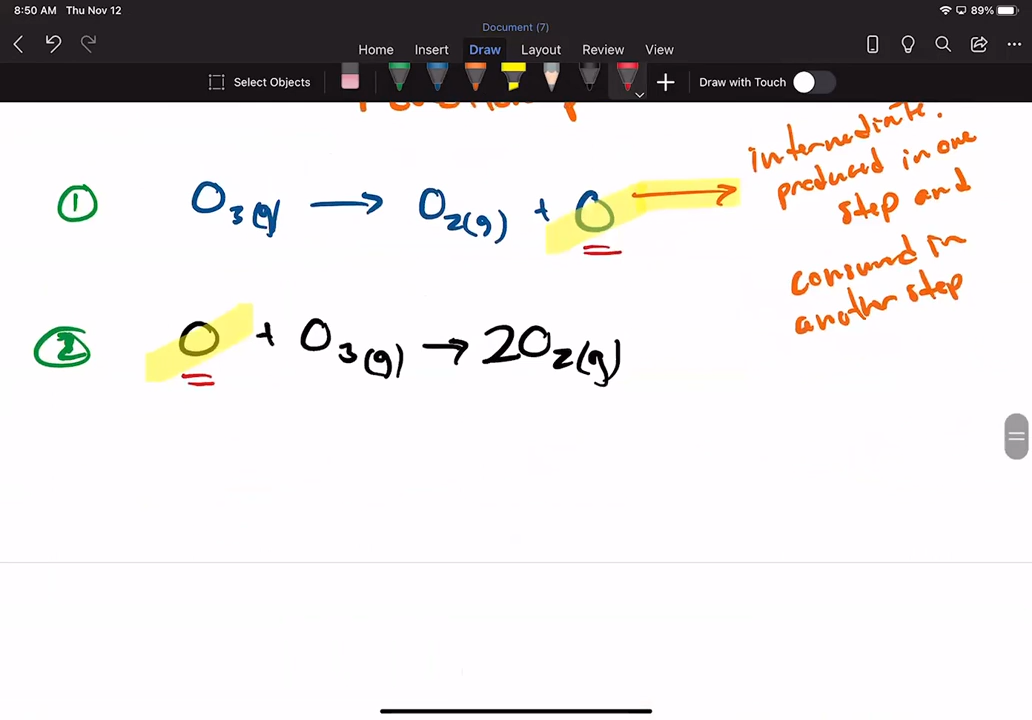 8:50 AM Thu Nov 12
89%
Document (7)
Home Insert Draw Layout Review View
Select Objects
Draw with Touch
intermediate:
produced in one
step and
consumed in
another step
① O₃(g) → O₂(g) + O
② O + O₃(g) → 2O₂(g)